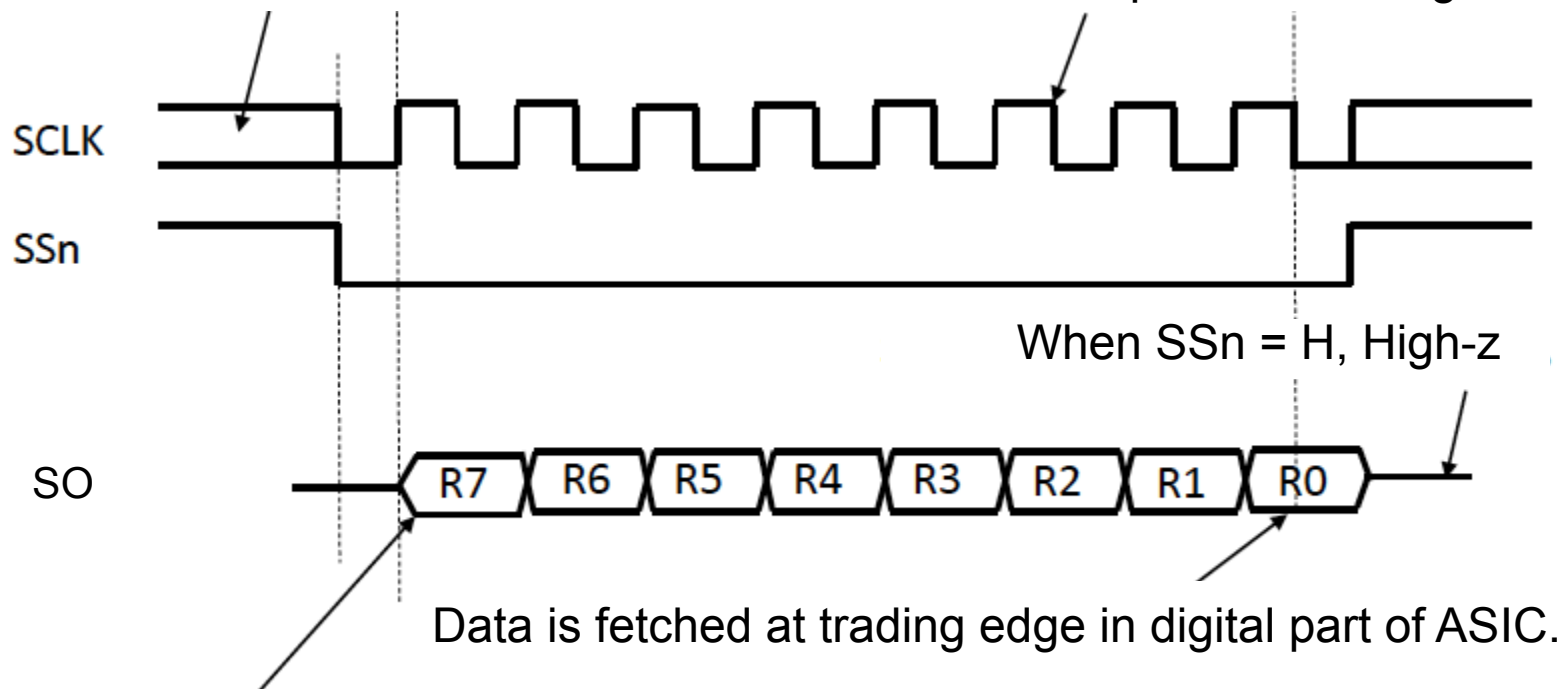 SCLK
SSn
When SSn = H, High-z
SO
R7 R6 R5 R4 R3 R2 R1 R0
Data is fetched at trading edge in digital part of ASIC.